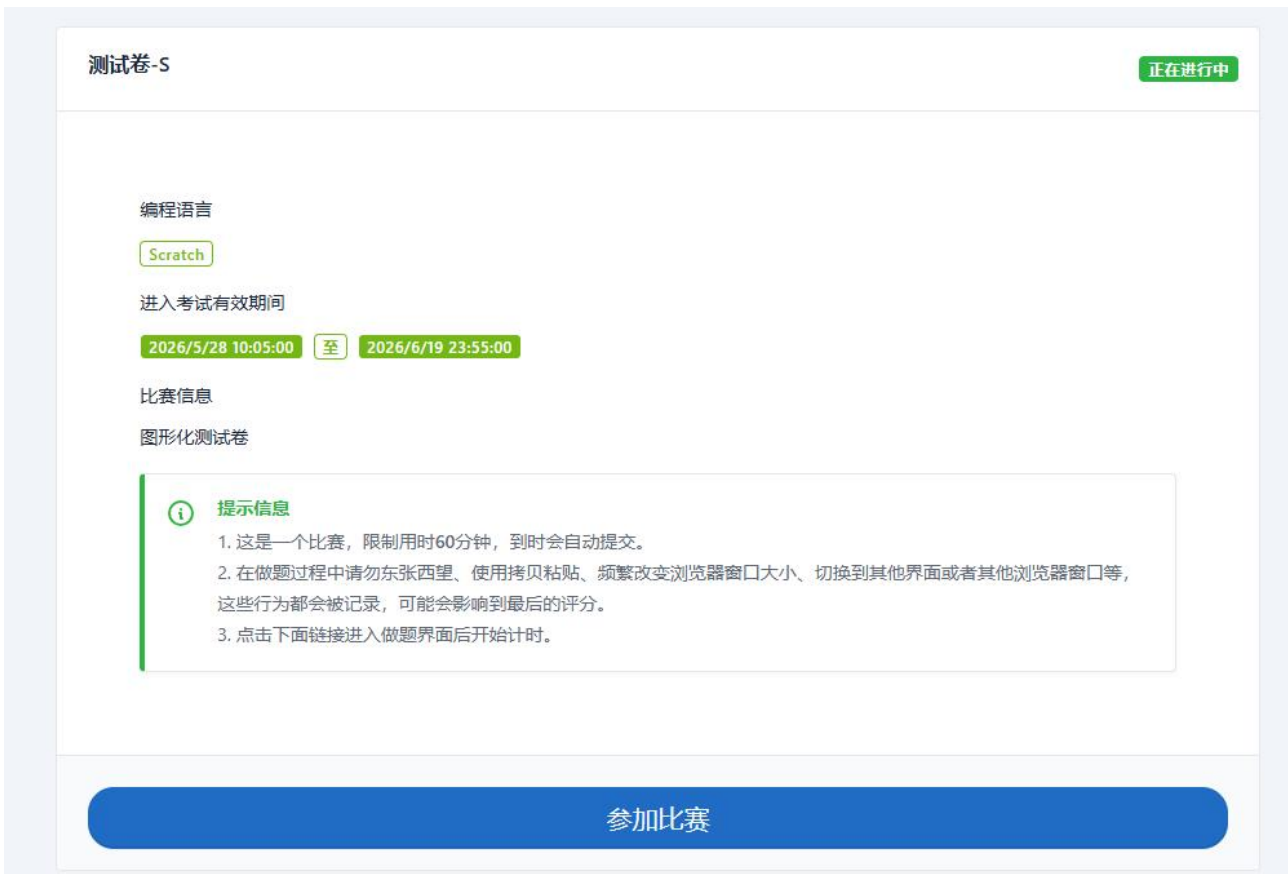 测试卷-S
正在进行中
编程语言
Scratch
进入考试有效期间
2026/5/28 10:05:00 至 2026/6/19 23:55:00
比赛信息
图形化测试卷
提示信息
1. 这是一个比赛，限制用时60分钟，到时会自动提交。
2. 在做题过程中请勿东张西望、使用拷贝粘贴、频繁改变浏览器窗口大小、切换到其他界面或者其他浏览器窗口等，
这些行为都会被记录，可能会影响到最后的评分。
3. 点击下面链接进入做题界面后开始计时。
参加比赛